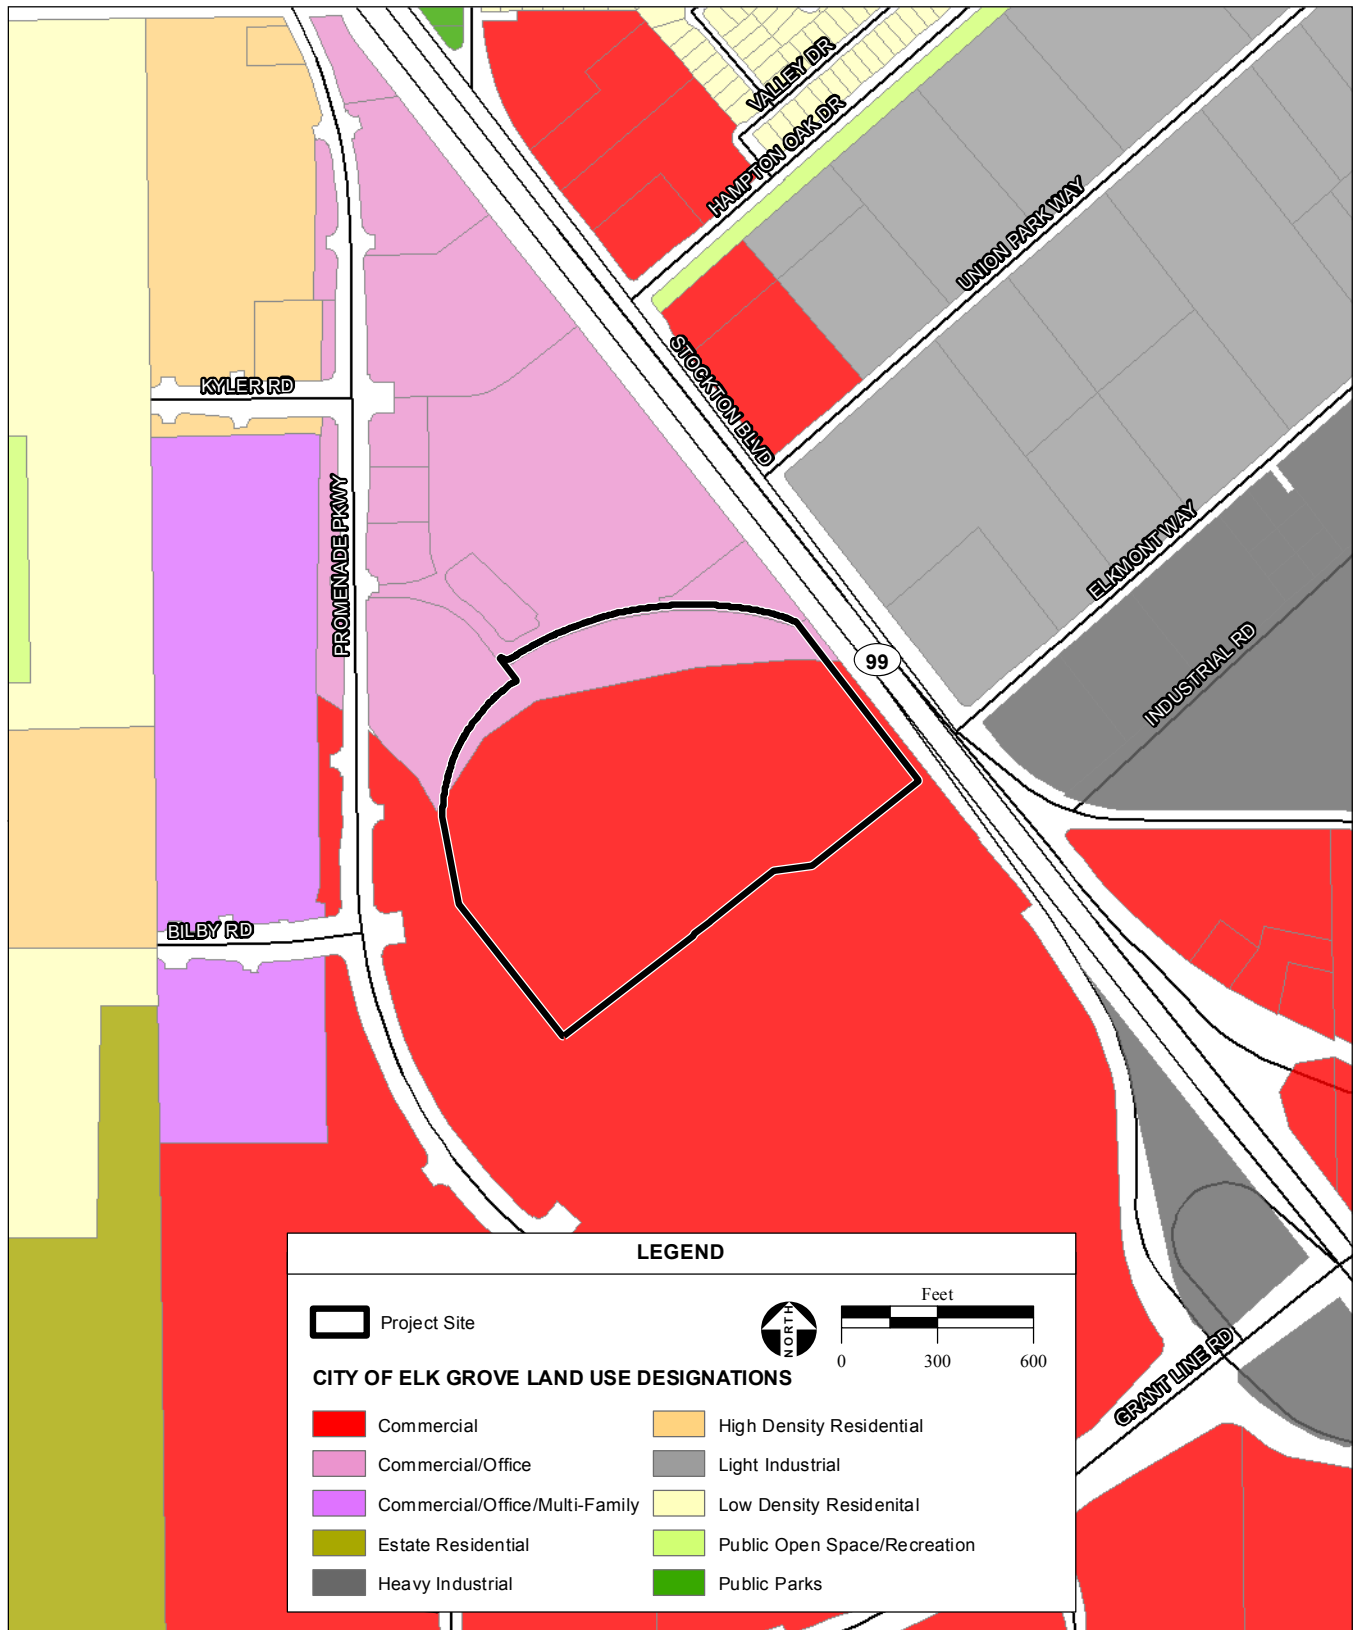 VALLEY DR
HAMPTON OAK DR
UNION PARK WAY
STOCKTON BLVD
KYLER RD
PROMENADE PKWY
ELKMONT WAY
INDUSTRIAL RD
99
BILBY RD
GRANT LINE RD
LEGEND
Project Site
NORTH
Feet
0 300 600
CITY OF ELK GROVE LAND USE DESIGNATIONS
Commercial
Commercial/Office
Commercial/Office/Multi-Family
Estate Residential
Heavy Industrial
High Density Residential
Light Industrial
Low Density Residenital
Public Open Space/Recreation
Public Parks